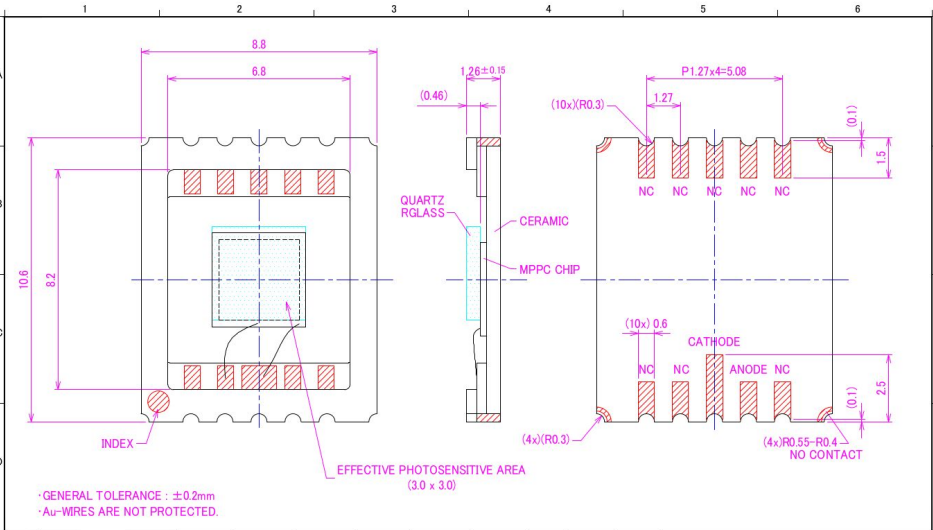 1 2 3 4 5 6
8.8
6.8
1.26±0.15
(0.46)
P1.27x4=5.08
1.27
(10x)(R0.3)
(0.1)
1.5
B
NC NC NC NC NC
QUARTZ
RGLASS
CERAMIC
MPPC CHIP
10.6
8.2
(10x) 0.6
CATHODE
NC NC ANODE NC
2.5
(0.1)
INDEX
(4x)(R0.3)
(4x)R0.55-R0.4
NO CONTACT
EFFECTIVE PHOTOSENSITIVE AREA
(3.0 x 3.0)
・GENERAL TOLERANCE : ±0.2mm
・Au-WIRES ARE NOT PROTECTED.